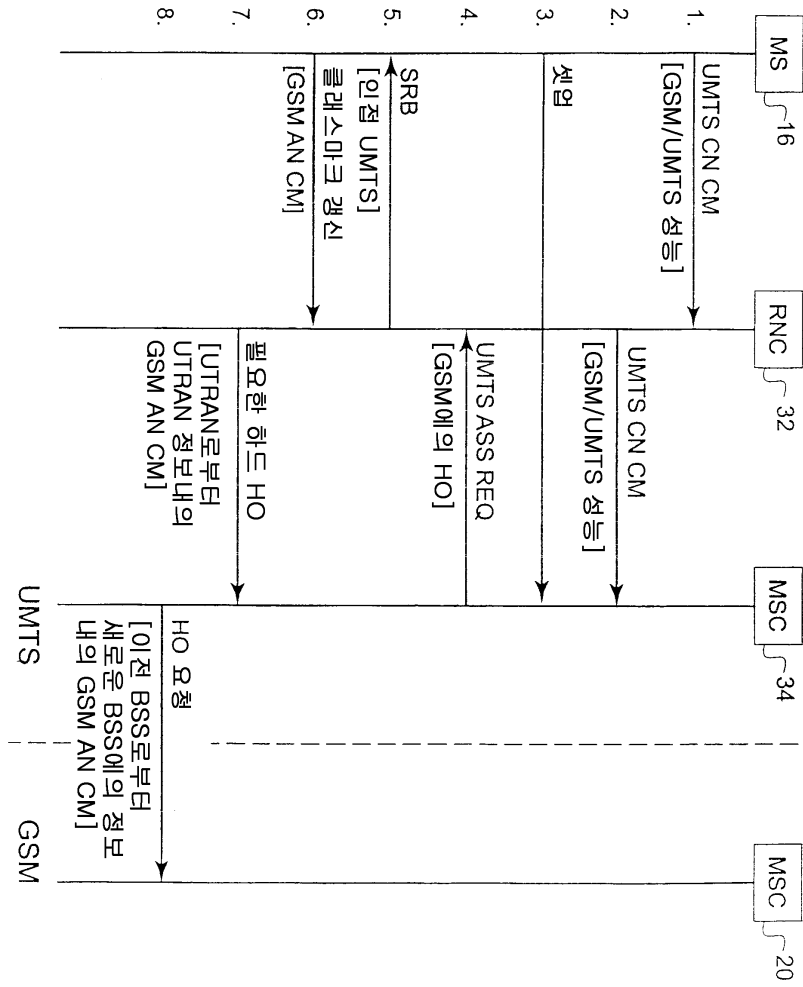 MS
16
RNC
32
MSC
34
MSC
20
1.
UMTS CN CM
[GSM/UMTS 성능]
2.
UMTS CN CM
[GSM/UMTS 성능]
3.
셋업
4.
UMTS ASS REQ
[GSM에의 HO]
5.
SRB
[인접 UMTS]
6.
클래스마크 갱신
[GSM AN CM]
7.
필요한 하드 HO
[UTRAN로부터
UTRAN 정보내의
GSM AN CM]
8.
HO 요청
[이전 BSS로부터
새로운 BSS에의 정보
내의 GSM AN CM]
UMTS
GSM